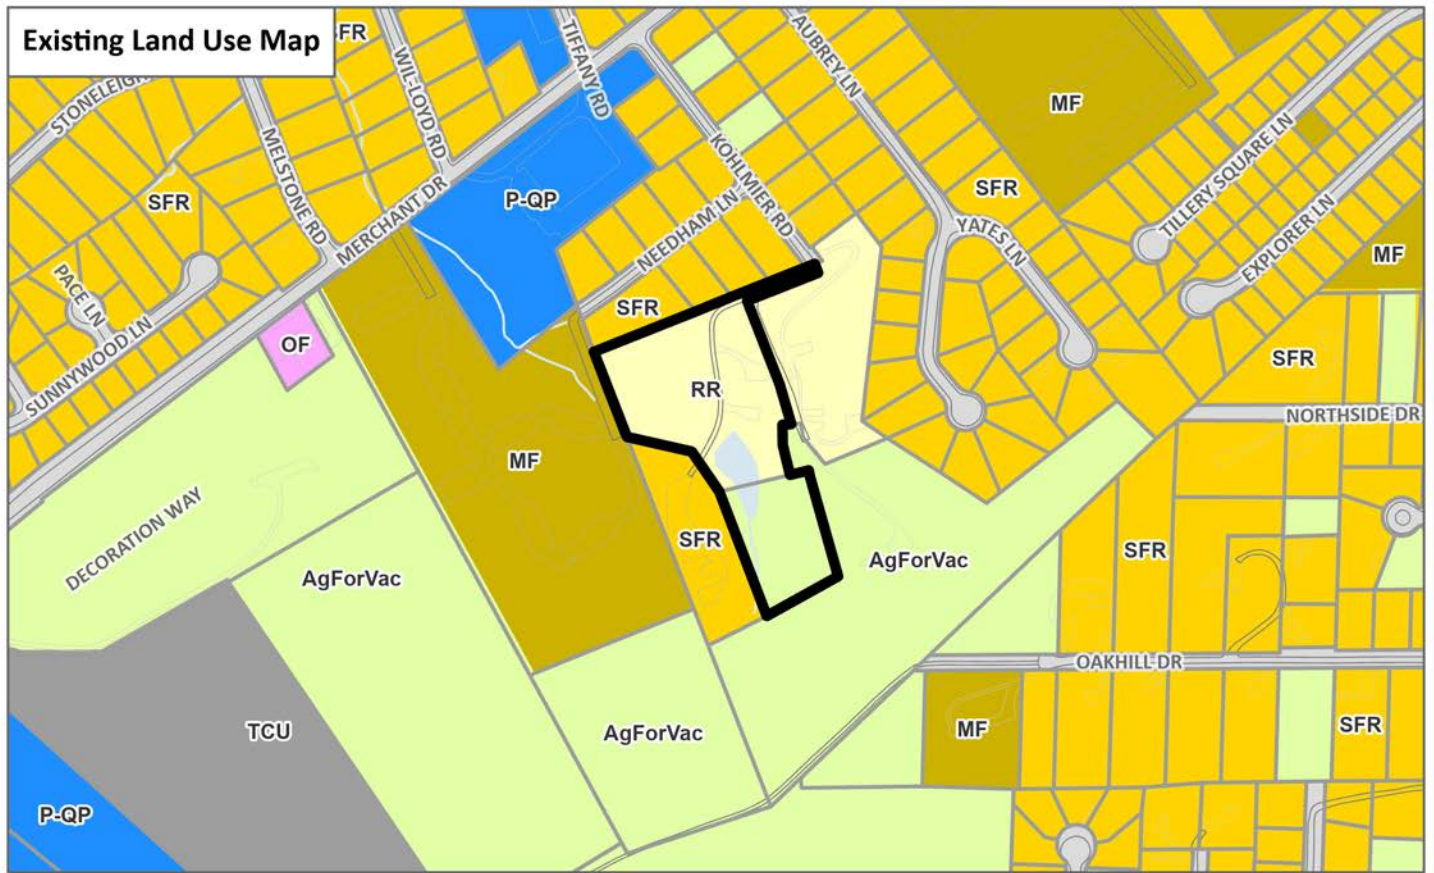 Existing Land Use Map
SFR
STONELEIGH
WIL-LOYD RD
TIFFANY RD
AUBREY LN
MF
MELSTONE RD
KOHLMIER RD
TILLERY SQUARE LN
SFR
P-QP
SFR
MERCHANT DR
NEEDHAM LN
YATES LN
EXPLORER LN
MF
PACE LN
SUNNYWOOD LN
OF
SFR
SFR
RR
NORTHSIDE DR
MF
DECORATION WAY
SFR
AgForVac
SFR
AgForVac
OAKHILL DR
TCU
AgForVac
MF
SFR
P-QP